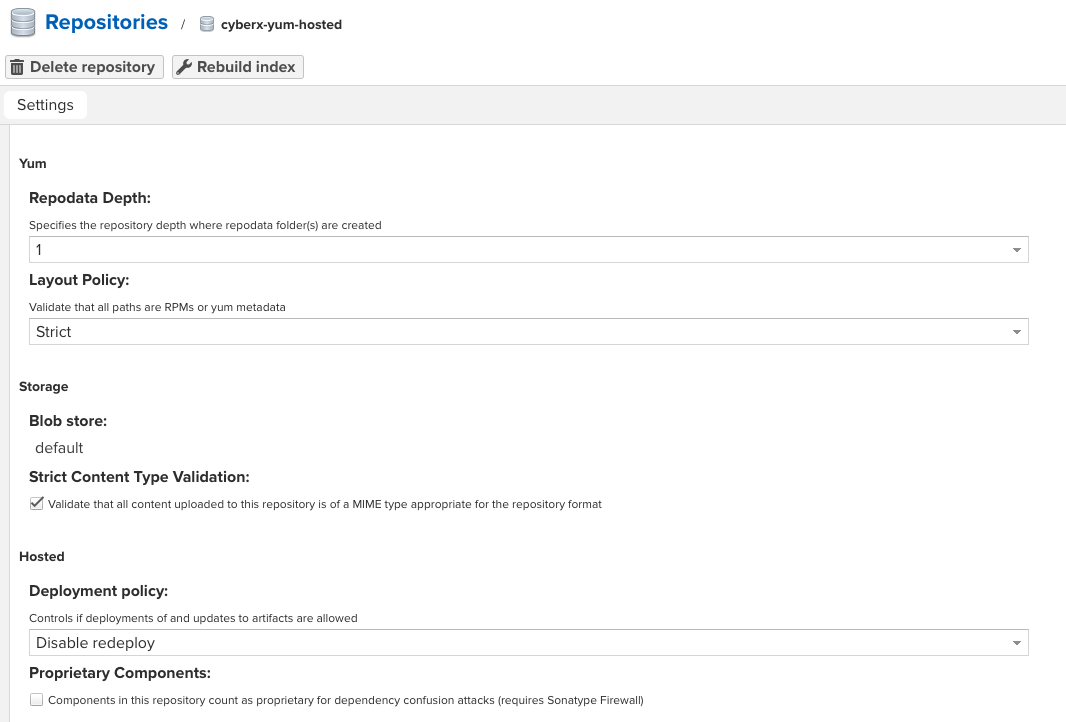 Repositories / cyberx-yum-hosted
Delete repository Rebuild index
Settings
Yum
Repodata Depth:
Specifies the repository depth where repodata folder(s) are created
1
Layout Policy:
Validate that all paths are RPMs or yum metadata
Strict
Storage
Blob store:
default
Strict Content Type Validation:
Validate that all content uploaded to this repository is of a MIME type appropriate for the repository format
Hosted
Deployment policy:
Controls if deployments of and updates to artifacts are allowed
Disable redeploy
Proprietary Components:
Components in this repository count as proprietary for dependency confusion attacks (requires Sonatype Firewall)